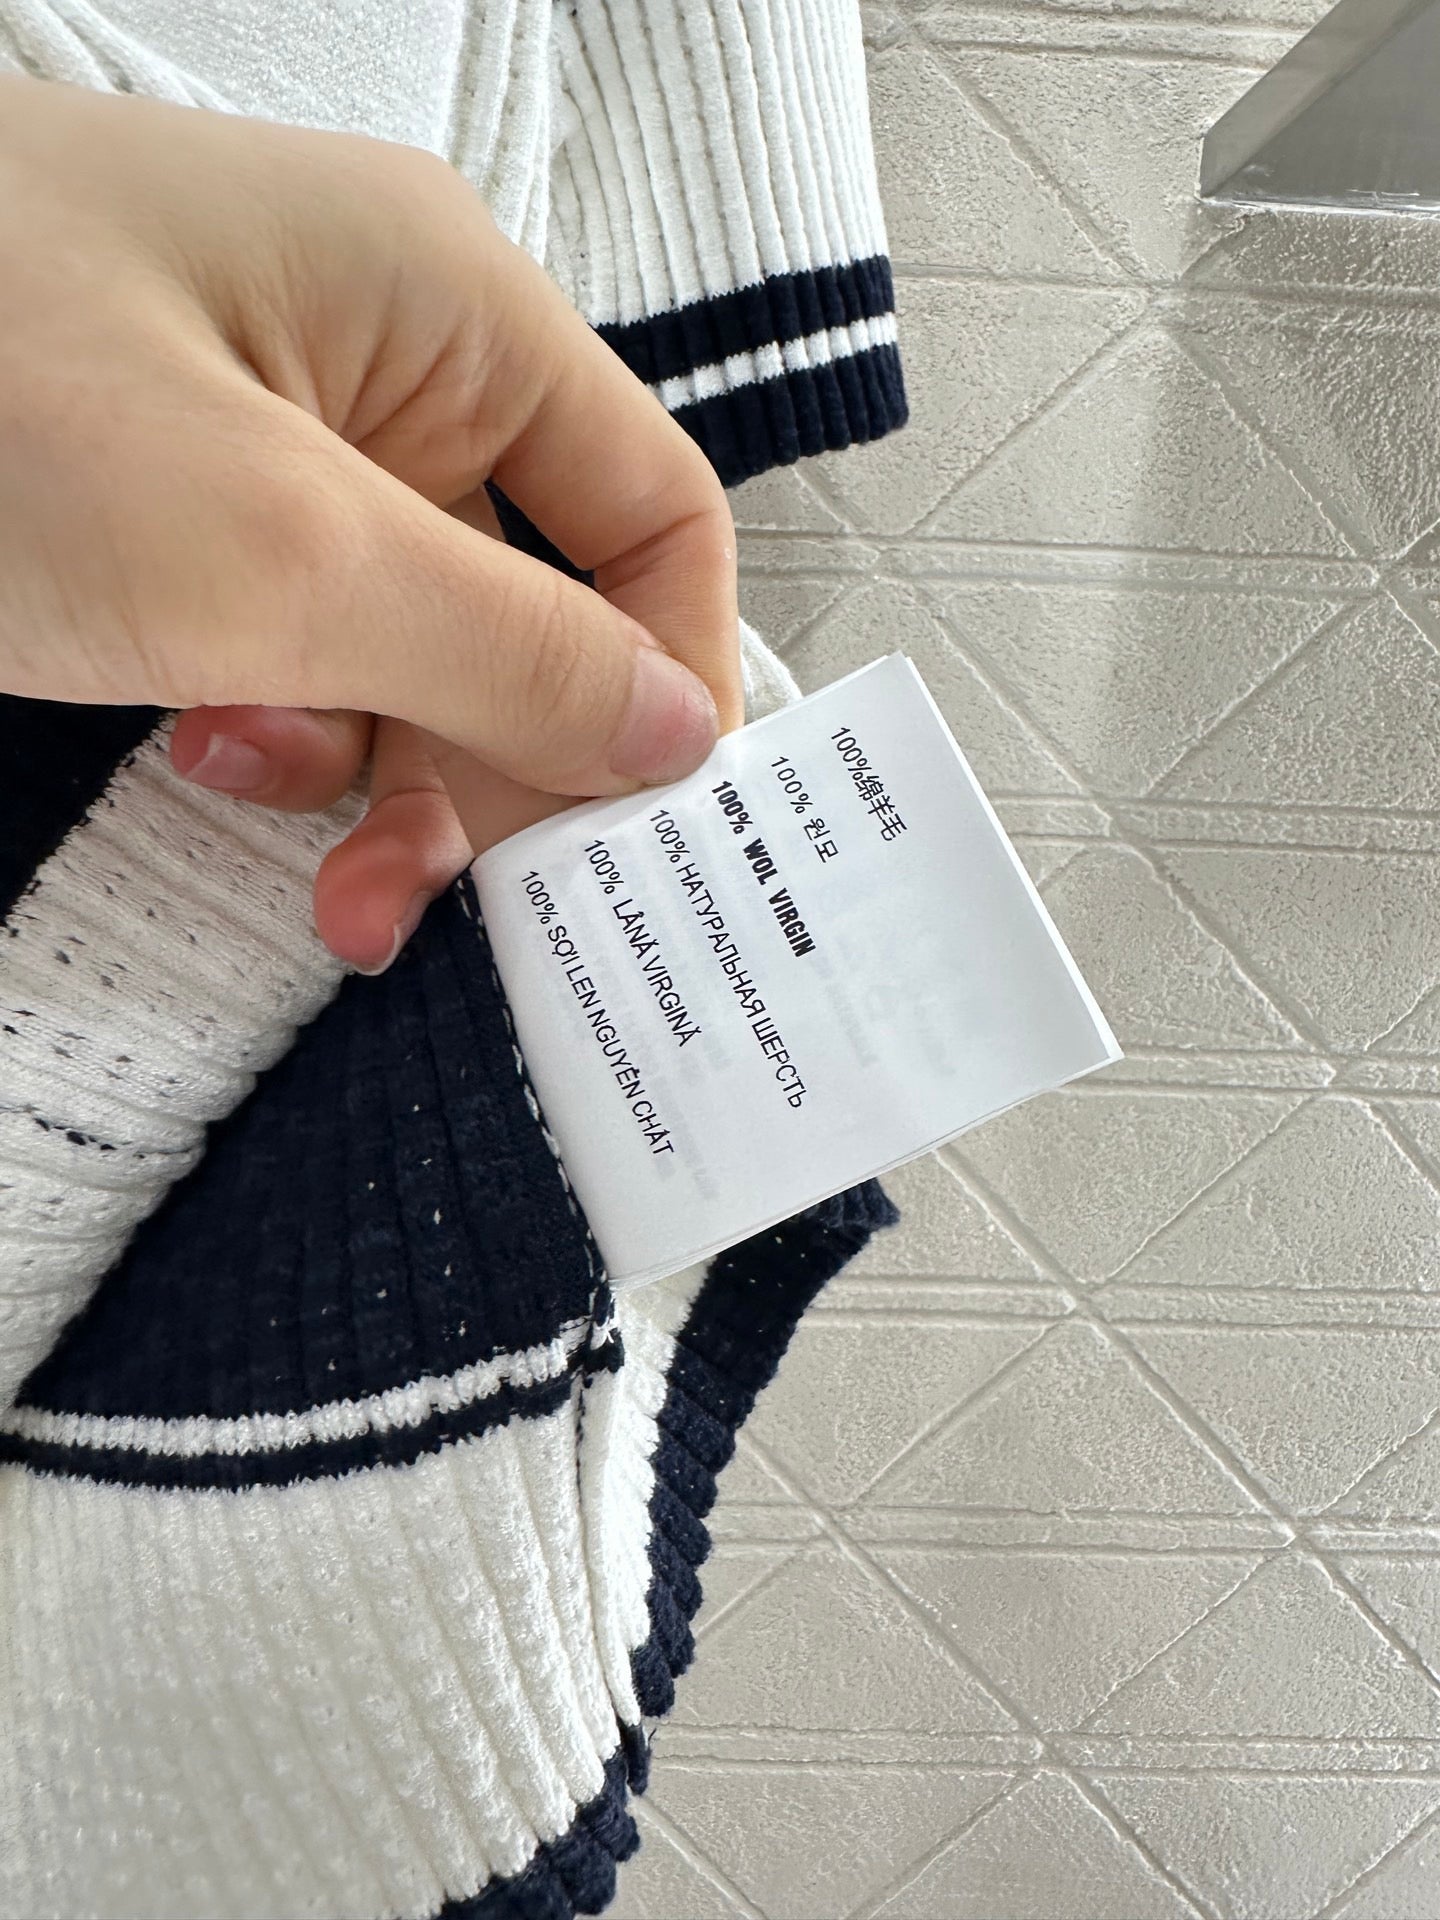 100%绵羊毛
100% 원모
100% WOL VIRGIN
100% НАТУРАЛЬНАЯ ШЕРСТЬ
100% LÂNĂ VIRGINĂ
100% SỢI LEN NGUYÊN CHẤT